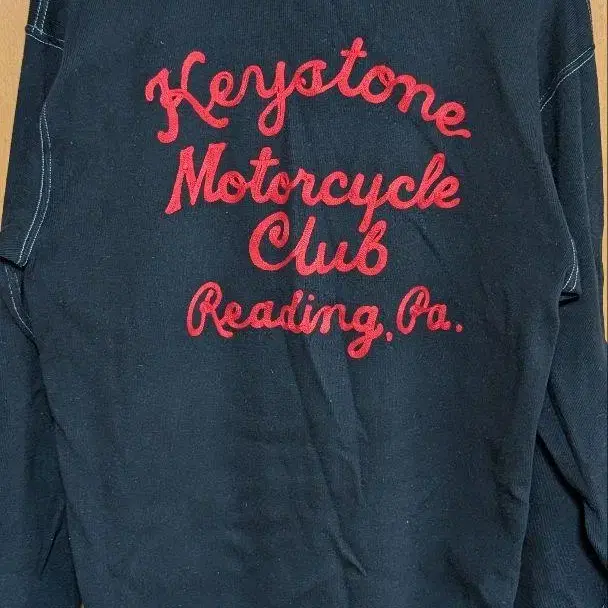 Keystone
Motorcycle
Club
Reading, Pa.